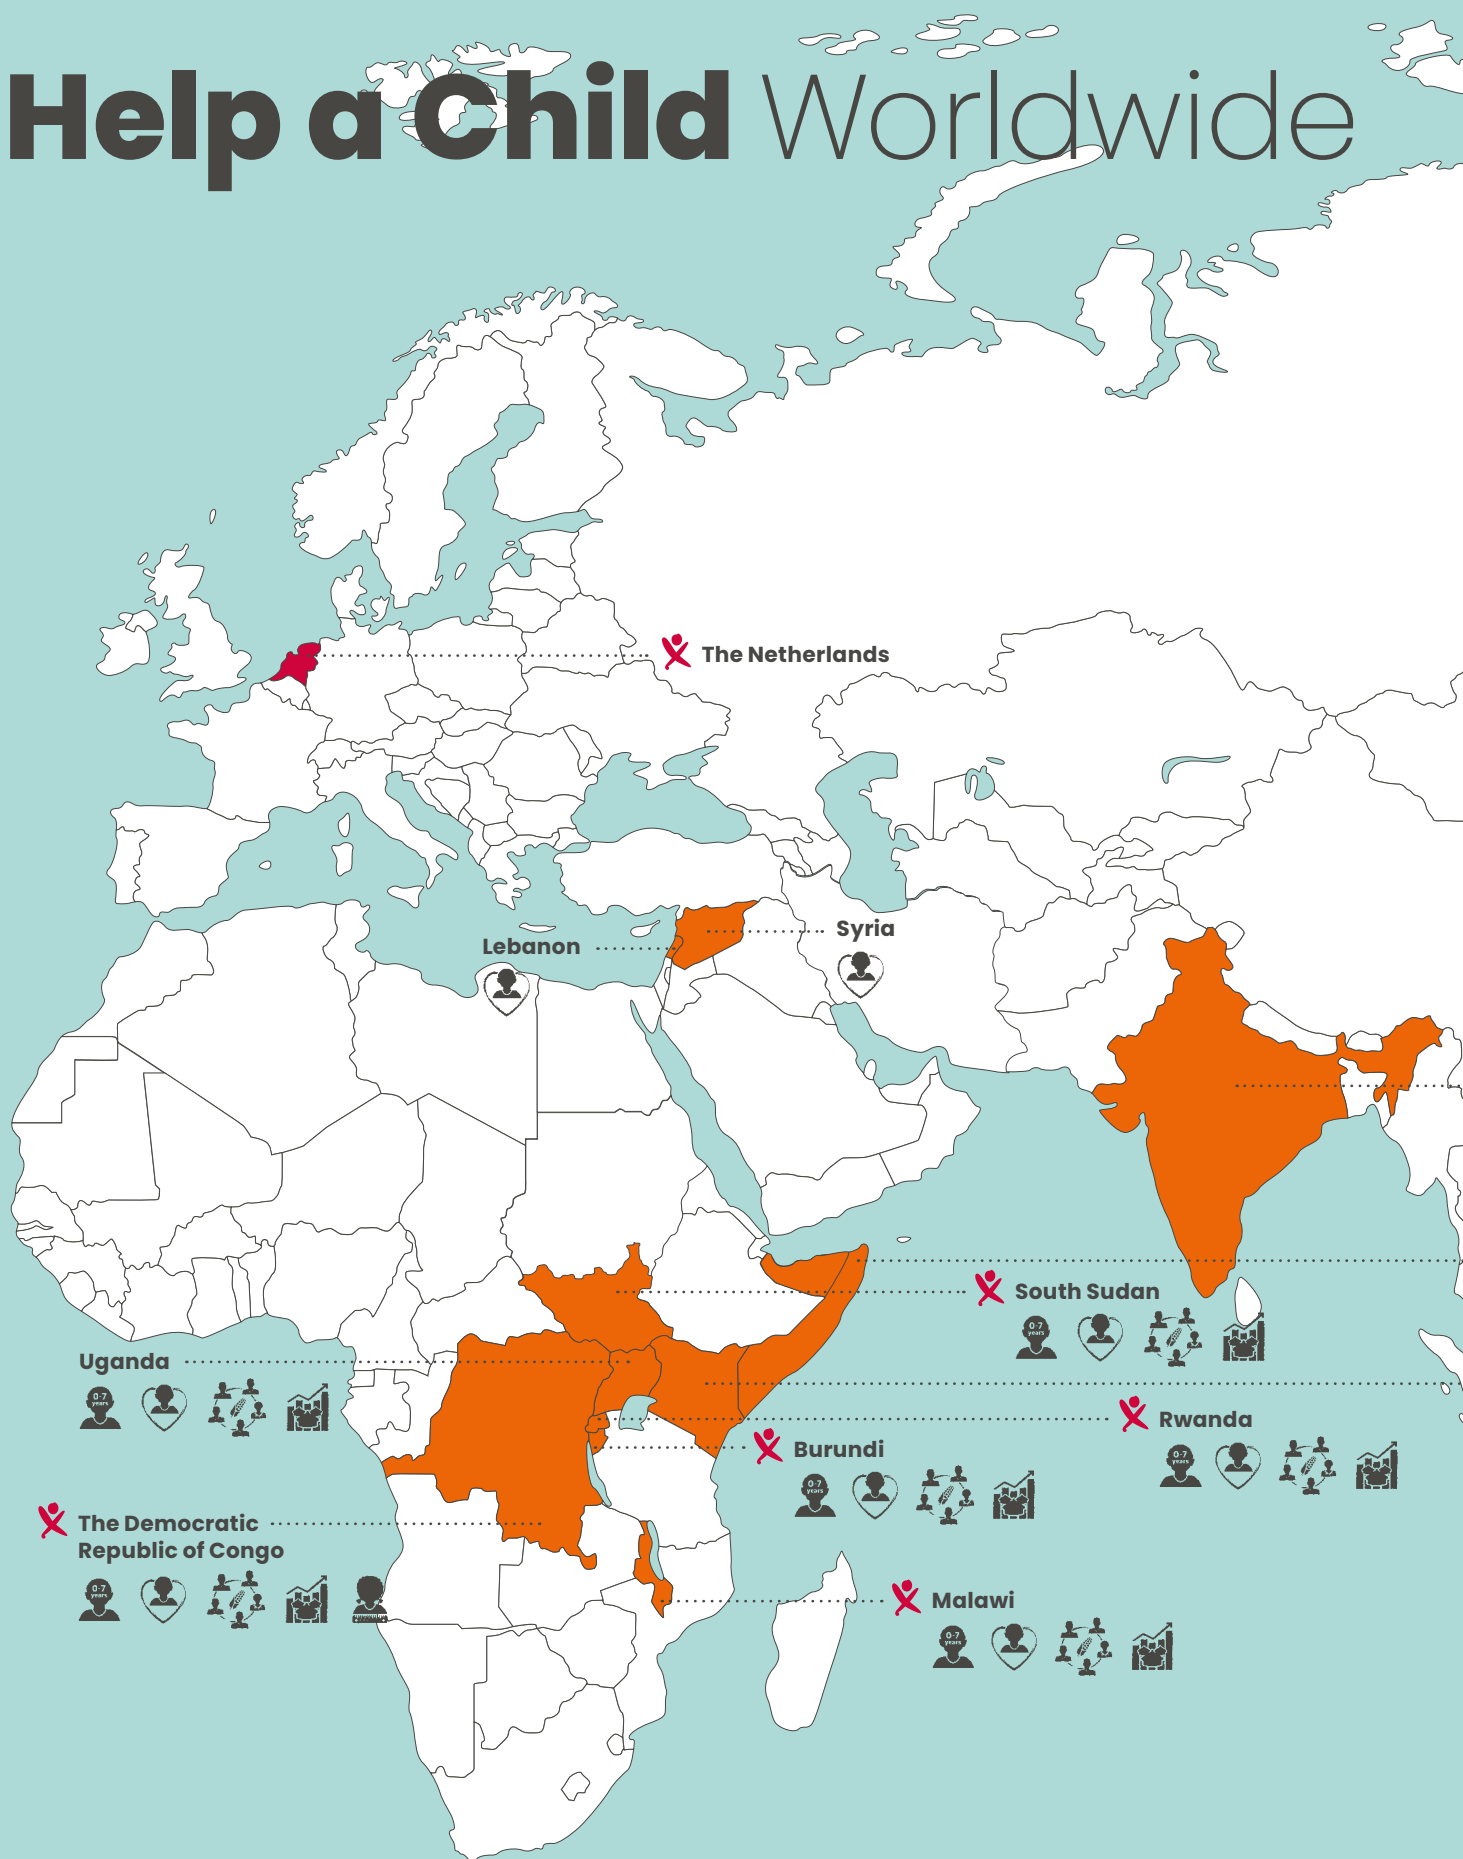 Help a Child Worldwide
The Netherlands
Syria
Lebanon
South Sudan
0-7
years
Uganda
0-7
years
Rwanda
0-7
years
Burundi
0-7
years
The Democratic
Republic of Congo
0-7
years
Malawi
0-7
years